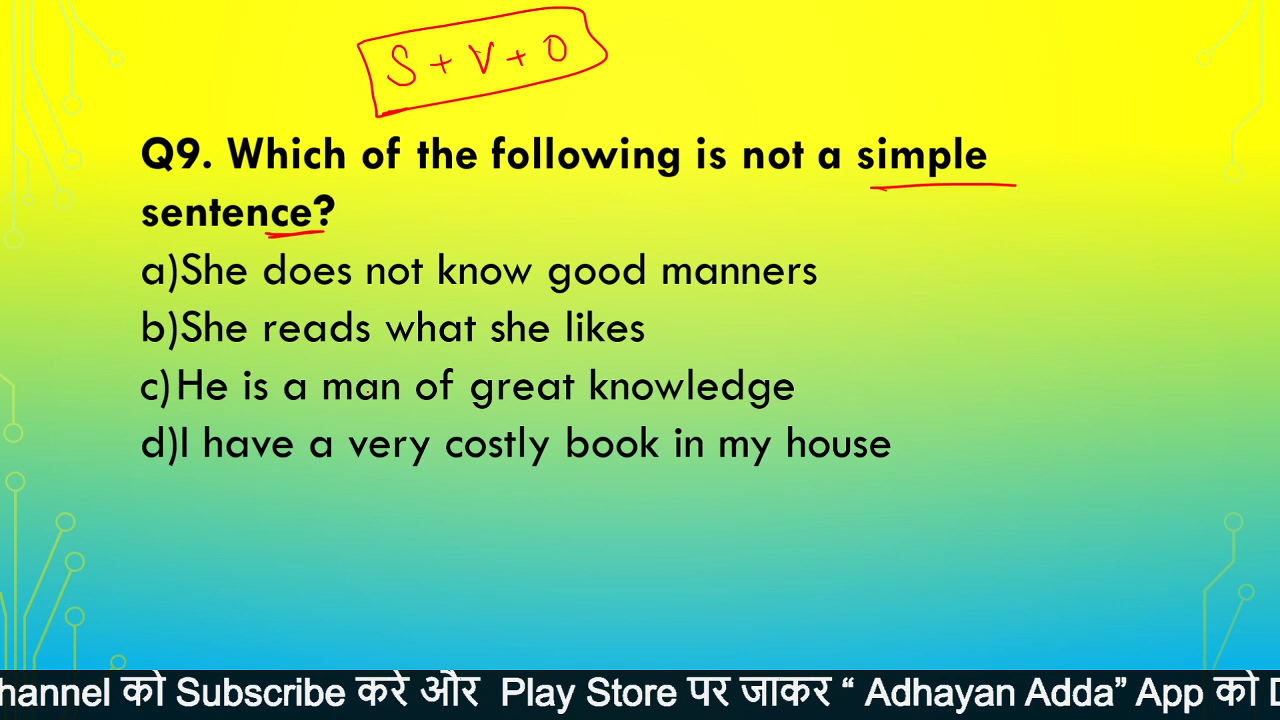 S + V + O
Q9. Which of the following is not a simple
sentence?
a)She does not know good manners
b)She reads what she likes
c)He is a man of great knowledge
d)I have a very costly book in my house
hannel को Subscribe करे और Play Store पर जाकर “ Adhayan Adda” App को D